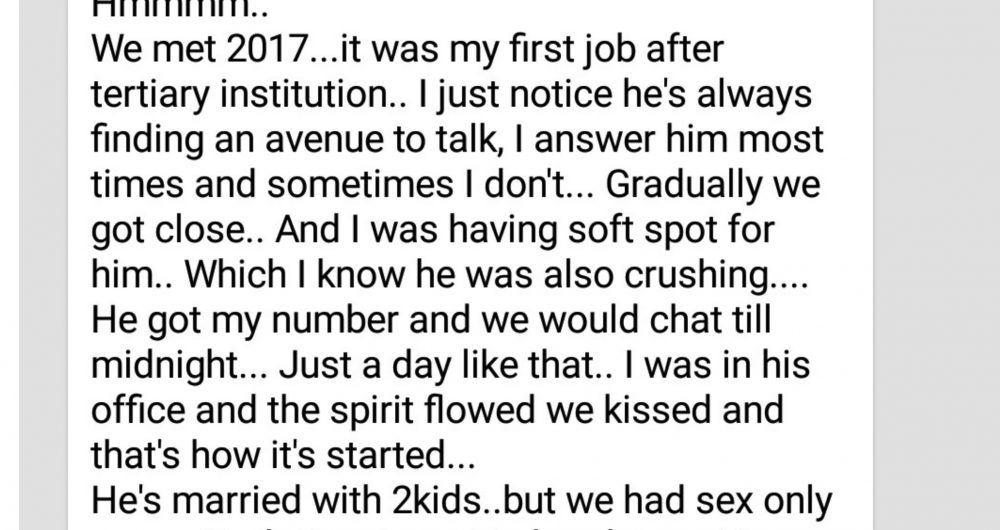 Hmmmmm..
We met 2017...it was my first job after
tertiary institution.. I just notice he's always
finding an avenue to talk, I answer him most
times and sometimes I don't... Gradually we
got close.. And I was having soft spot for
him.. Which I know he was also crushing....
He got my number and we would chat till
midnight... Just a day like that.. I was in his
office and the spirit flowed we kissed and
that's how it's started...
He's married with 2kids..but we had sex only